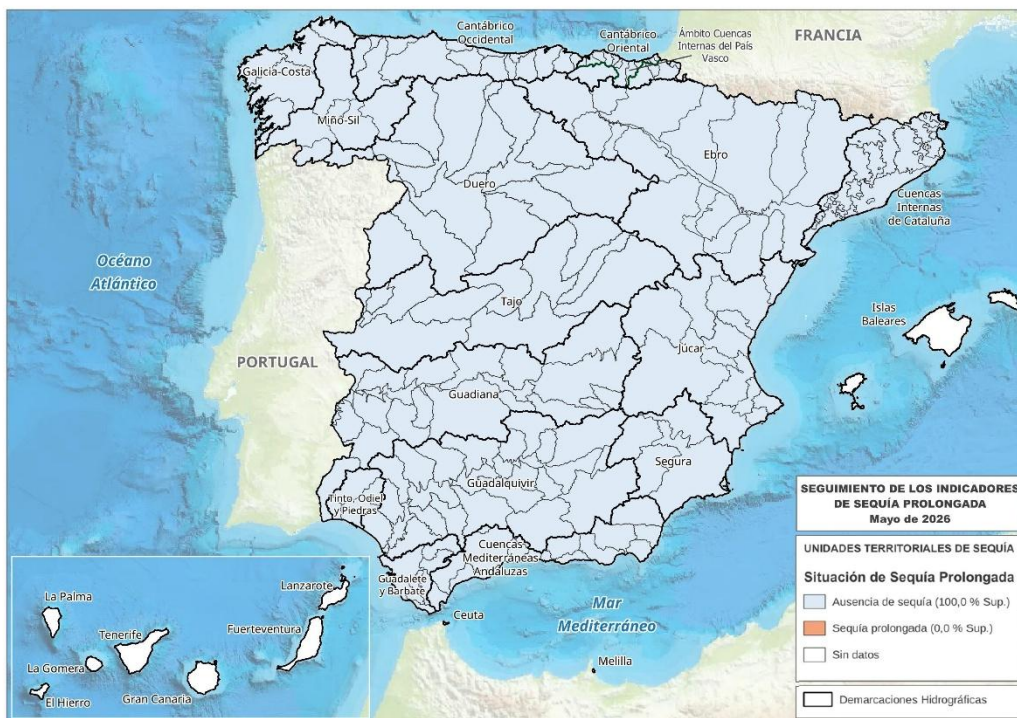 Cantábrico
Occidental
Cantábrico
Oriental
Ámbito Cuencas
Internas del País
Vasco
FRANCIA
Galicia-Costa
Miño-Sil
Ebro
Duero
Cuencas
Internas
de Cataluña
Océano
Atlántico
Tajo
Islas
Baleares
Júcar
PORTUGAL
Guadiana
Segura
Guadalquivir
Tinto, Odiel
y Piedras
Cuencas
Mediterráneas
Andaluzas
Guadalete
y Barbate
Ceuta
Mar
Mediterráneo
Melilla
La Palma
Lanzarote
Tenerife
Fuerteventura
La Gomera
El Hierro
Gran Canaria
SEGUIMIENTO DE LOS INDICADORES
DE SEQUÍA PROLONGADA
Mayo de 2026
UNIDADES TERRITORIALES DE SEQUÍA
Situación de Sequía Prolongada
Ausencia de sequía (100,0 % Sup.)
Sequía prolongada (0,0 % Sup.)
Sin datos
Demarcaciones Hidrográficas